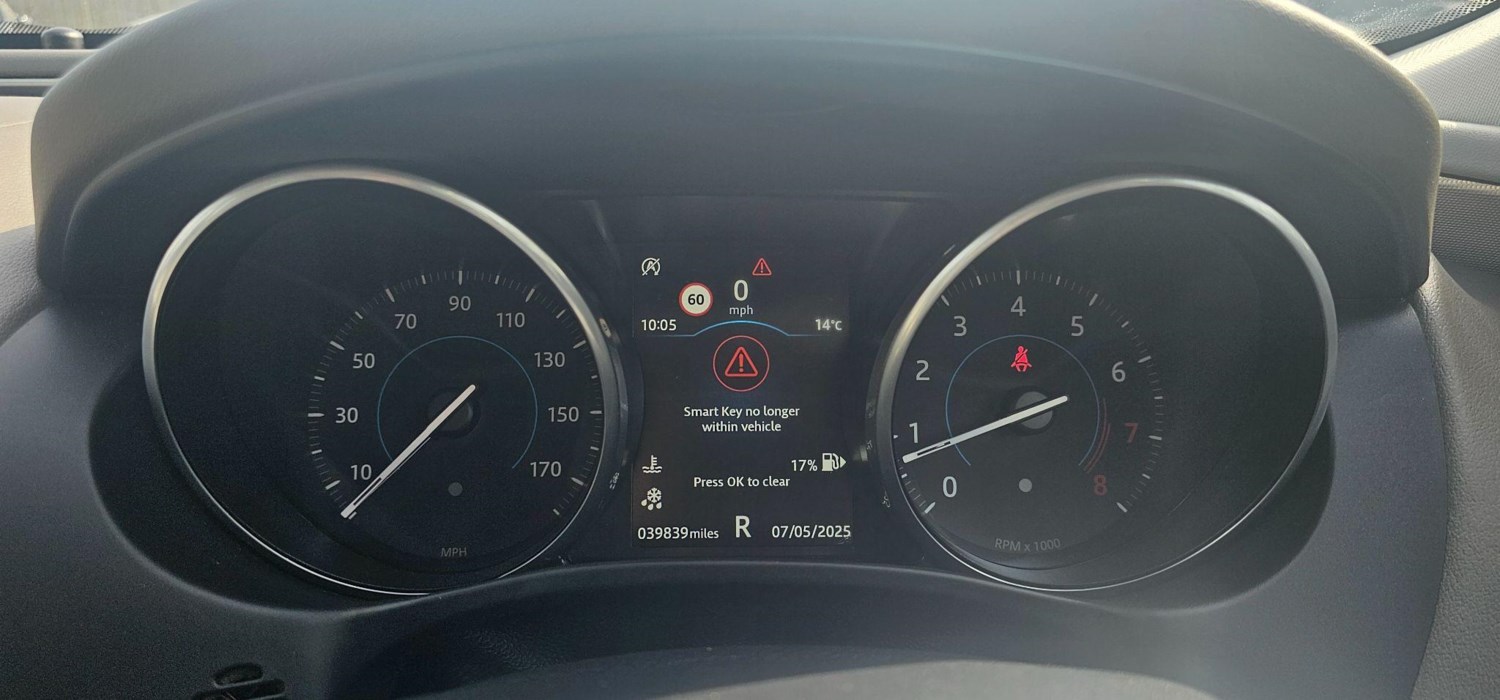 10
30
50
70
90
110
130
150
170
MPH
60
0
mph
10:05
14°C
Smart Key no longer
within vehicle
17%
Press OK to clear
039839miles R 07/05/2025
0
1
2
3
4
5
6
7
8
RPM x 1000